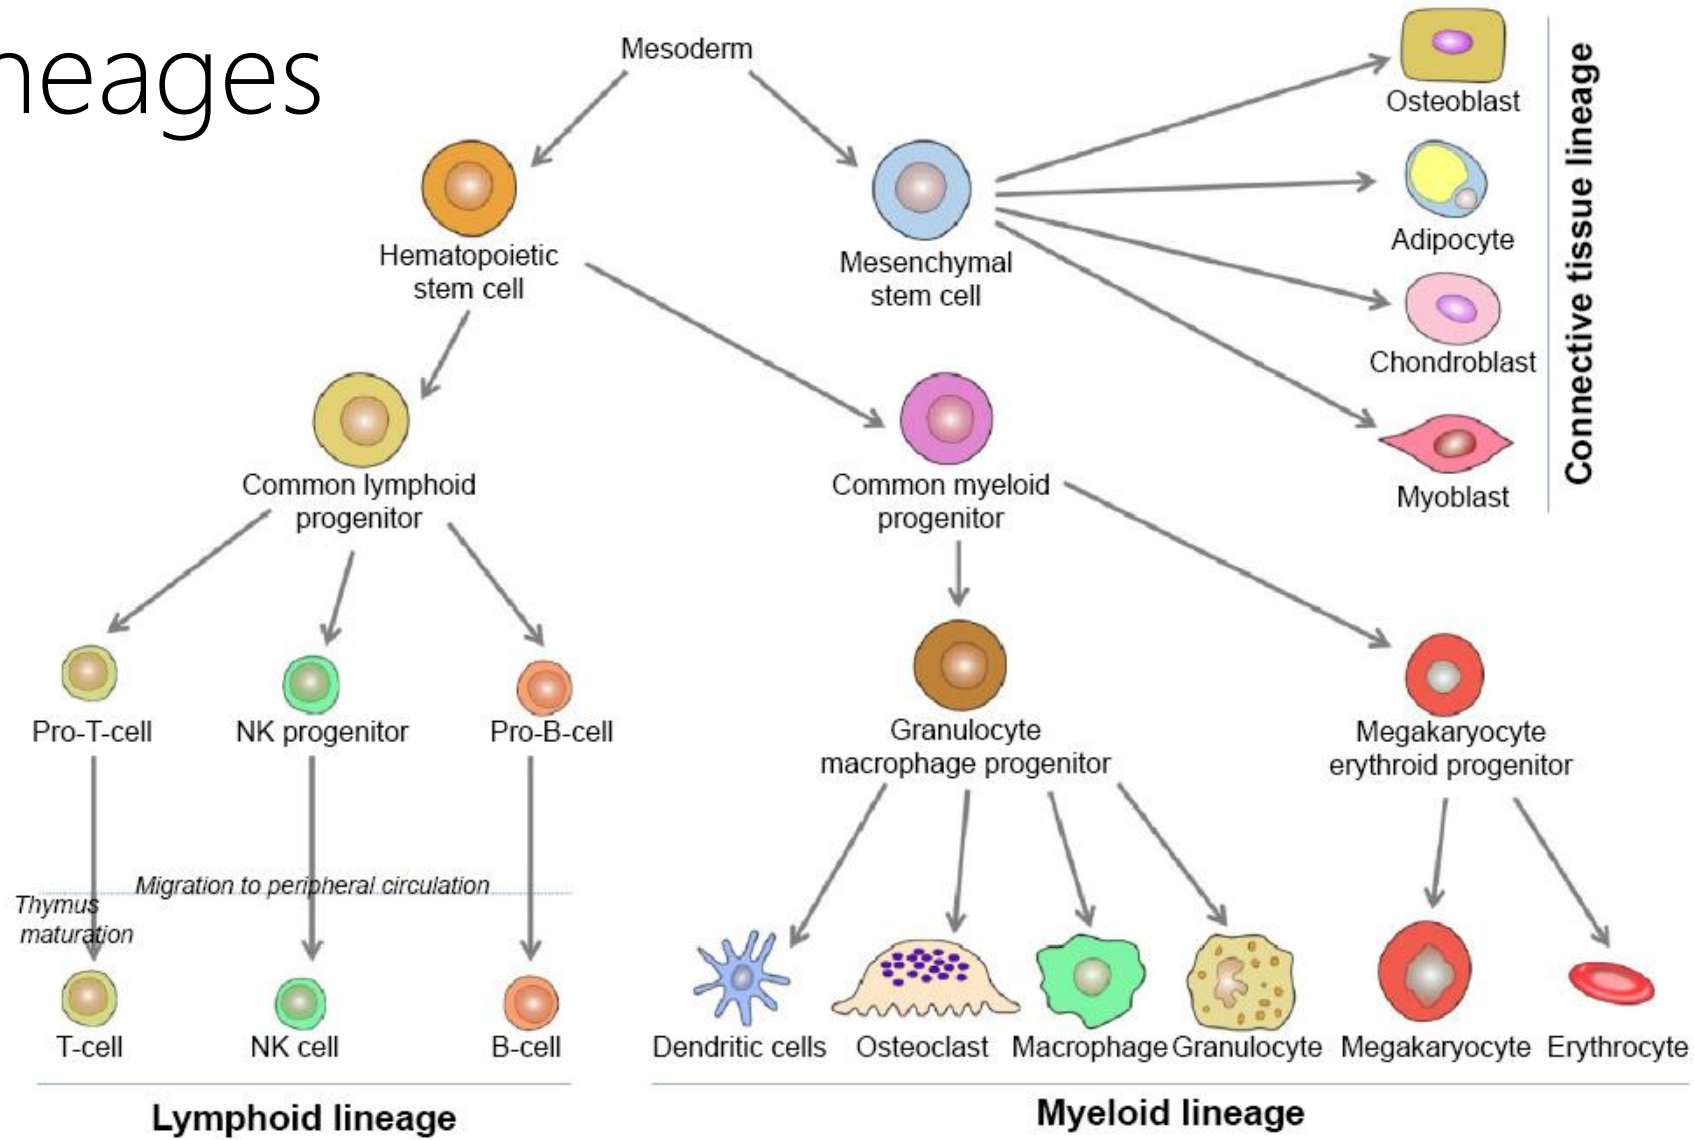 neages
Mesoderm
Osteoblast
Adipocyte
Chondroblast
Myoblast
Connective tissue lineage
Hematopoietic
stem cell
Mesenchymal
stem cell
Common lymphoid
progenitor
Common myeloid
progenitor
Pro-T-cell
NK progenitor
Pro-B-cell
Granulocyte
macrophage progenitor
Megakaryocyte
erythroid progenitor
Migration to peripheral circulation
Thymus
maturation
T-cell
NK cell
B-cell
Dendritic cells
Osteoclast
Macrophage
Granulocyte
Megakaryocyte
Erythrocyte
Lymphoid lineage
Myeloid lineage